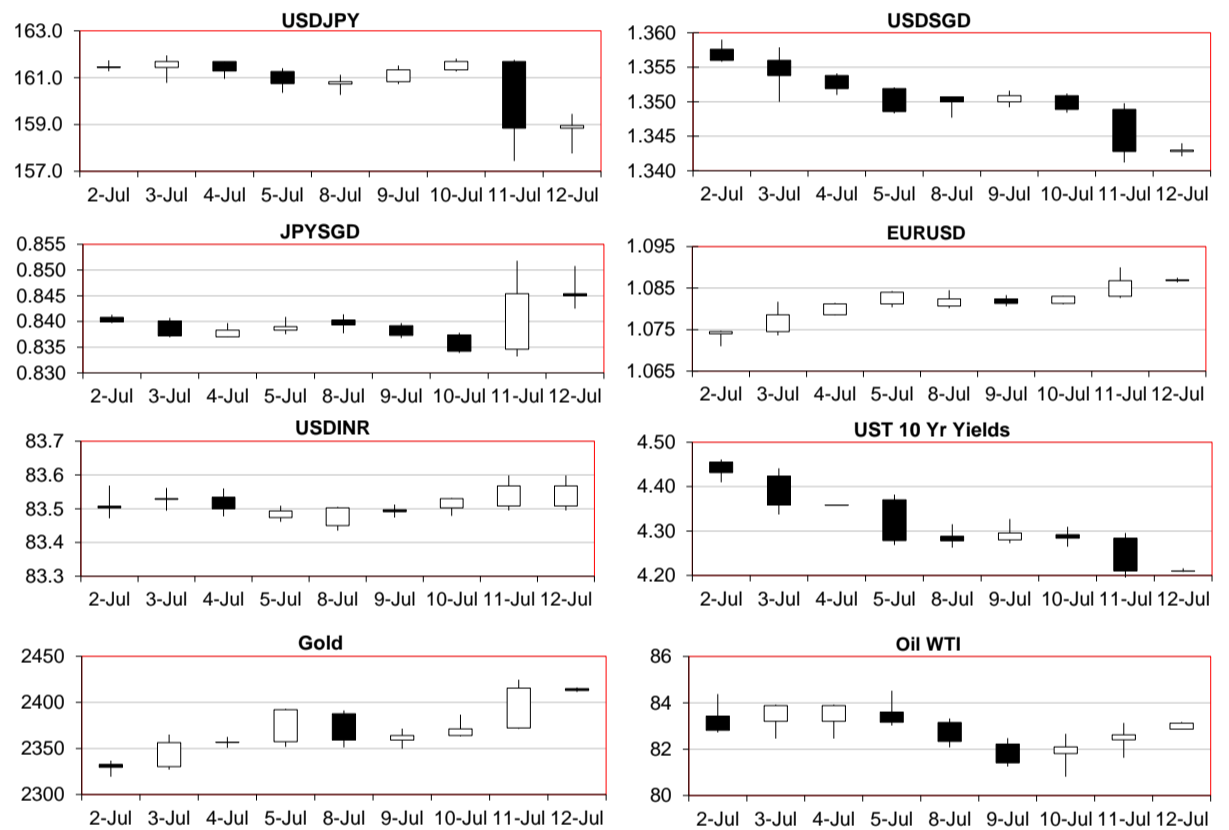 USDJPY
163.0
161.0
159.0
157.0
2-Jul 3-Jul 4-Jul 5-Jul 8-Jul 9-Jul 10-Jul 11-Jul 12-Jul
USDSGD
1.360
1.355
1.350
1.345
1.340
2-Jul 3-Jul 4-Jul 5-Jul 8-Jul 9-Jul 10-Jul 11-Jul 12-Jul
JPYSGD
0.855
0.850
0.845
0.840
0.835
0.830
2-Jul 3-Jul 4-Jul 5-Jul 8-Jul 9-Jul 10-Jul 11-Jul 12-Jul
EURUSD
1.095
1.085
1.075
1.065
2-Jul 3-Jul 4-Jul 5-Jul 8-Jul 9-Jul 10-Jul 11-Jul 12-Jul
USDINR
83.7
83.6
83.5
83.4
83.3
2-Jul 3-Jul 4-Jul 5-Jul 8-Jul 9-Jul 10-Jul 11-Jul 12-Jul
UST 10 Yr Yields
4.50
4.40
4.30
4.20
2-Jul 3-Jul 4-Jul 5-Jul 8-Jul 9-Jul 10-Jul 11-Jul 12-Jul
Gold
2450
2400
2350
2300
2-Jul 3-Jul 4-Jul 5-Jul 8-Jul 9-Jul 10-Jul 11-Jul 12-Jul
Oil WTI
86
84
82
80
2-Jul 3-Jul 4-Jul 5-Jul 8-Jul 9-Jul 10-Jul 11-Jul 12-Jul